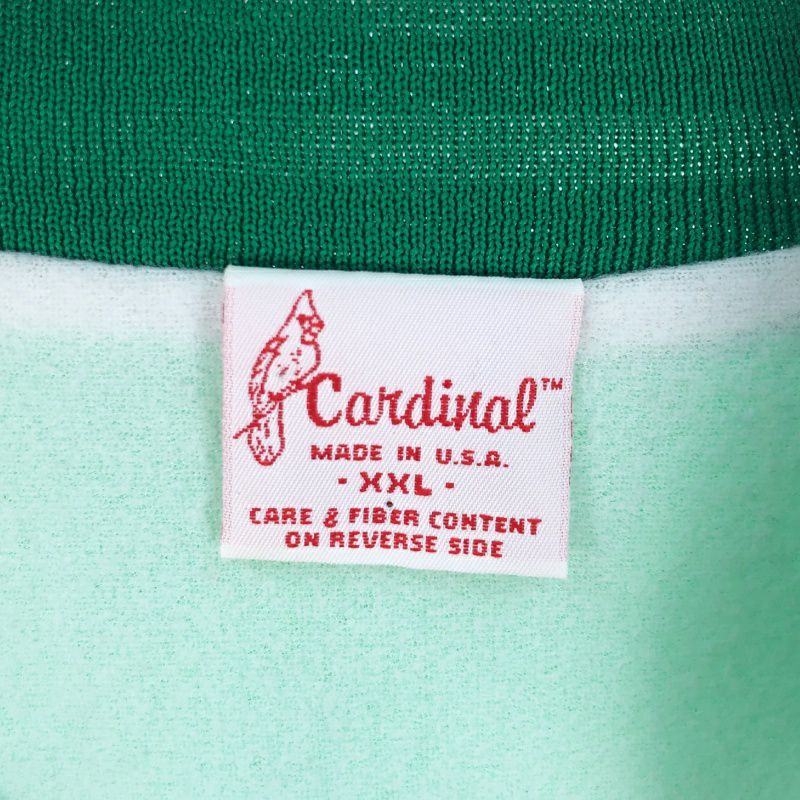 Cardinal™
MADE IN U.S.A.
- XXL -
CARE & FIBER CONTENT
ON REVERSE SIDE